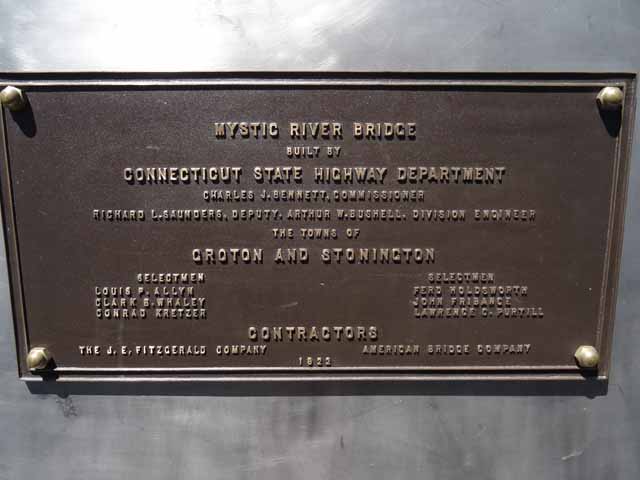 MYSTIC RIVER BRIDGE
BUILT BY
CONNECTICUT STATE HIGHWAY DEPARTMENT
CHARLES J. BENNETT, COMMISSIONER
RICHARD L. SAUNDERS, DEPUTY. ARTHUR W. BUSHELL. DIVISION ENGINEER
THE TOWNS OF
GROTON AND STONINGTON
SELECTMEN SELECTMEN
LOUIS P. ALLYN FERD HOLDSWORTH
CLARK B. WHALEY JOHN FRIBANCE
CONRAD KRETZER LAWRENCE C. PURTILL
CONTRACTORS
THE J. E. FITZGERALD COMPANY AMERICAN BRIDGE COMPANY
1922